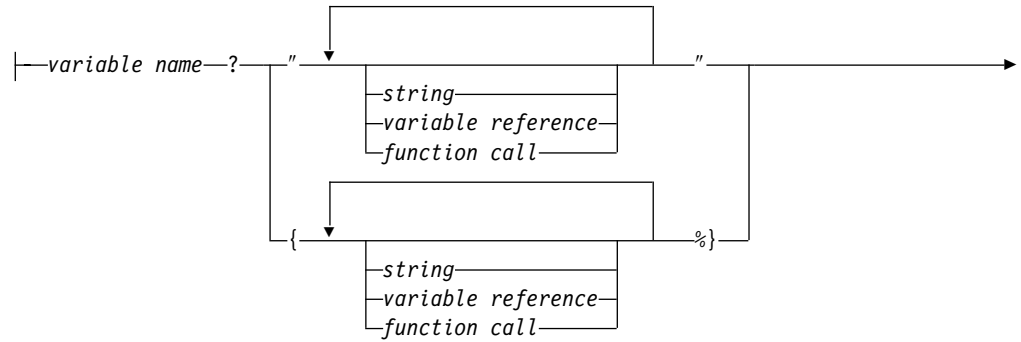 variable name ? " "
string
variable reference
function call
{ %}
string
variable reference
function call